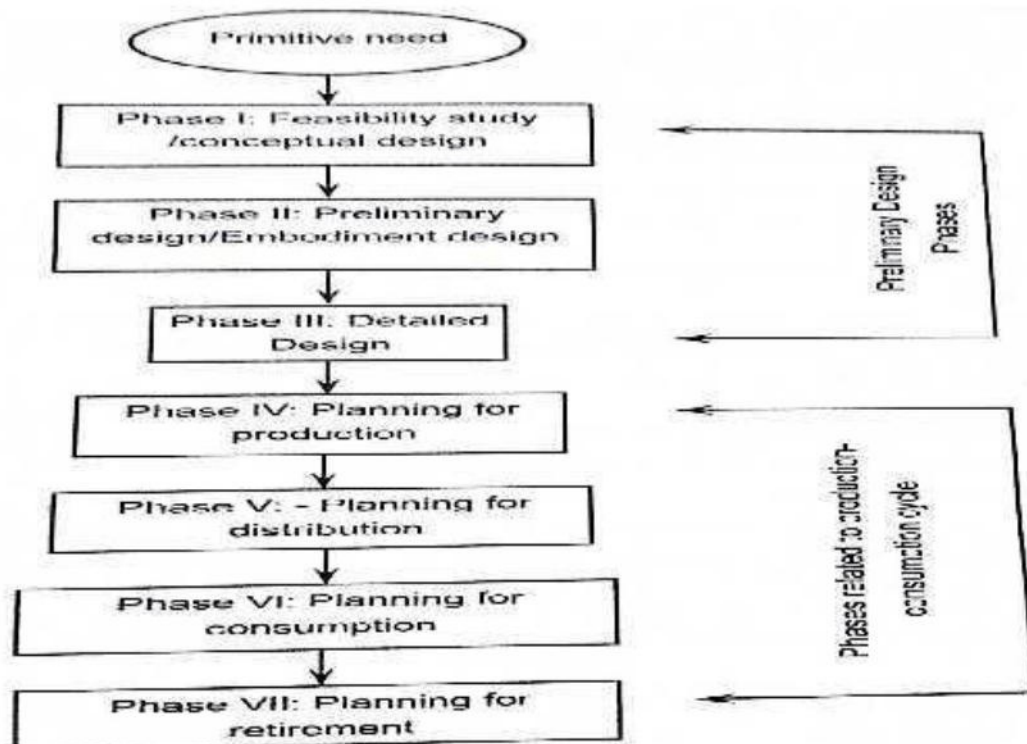 Primitive need
Phase I: Feasibility study
/conceptual design
Phase II: Preliminary
design/Embodiment design
Phase III: Detailed
Design
Phase IV: Planning for
production
Phase V: - Planning for
distribution
Phase VI: Planning for
consumption
Phase VII: Planning for
retirement
Preliminary Design
Phases
Phases related to production-
consumption cycle